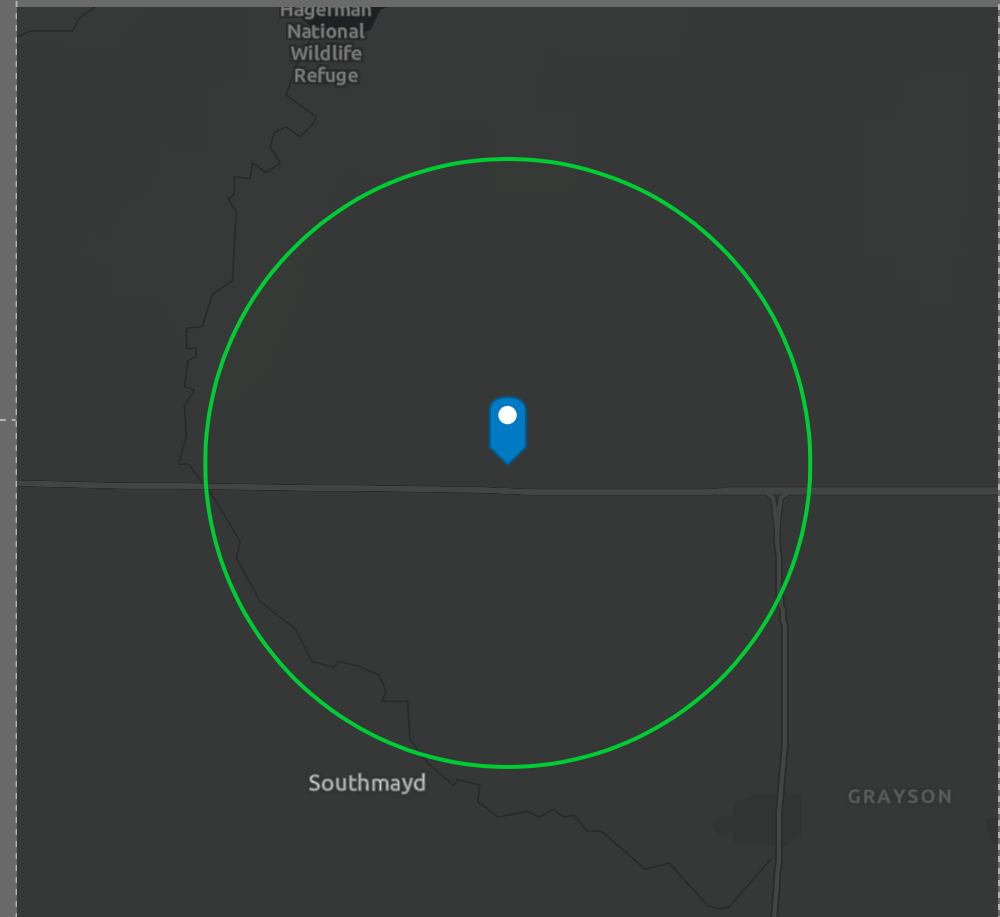 Hagerman
National
Wildlife
Refuge
Southmayd
GRAYSON